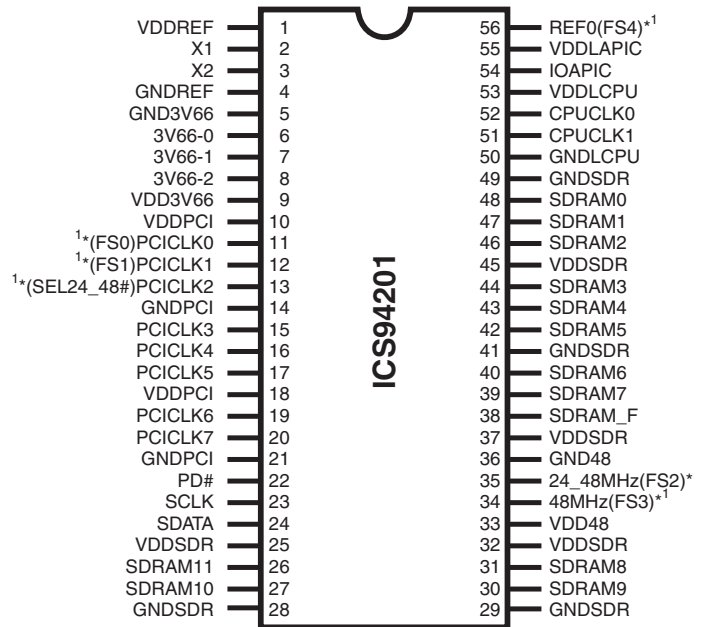 VDDREF 1 56 REF0(FS4)*1
X1 2 55 VDDLAPIC
X2 3 54 IOAPIC
GNDREF 4 53 VDDLCPU
GND3V66 5 52 CPUCLK0
3V66-0 6 51 CPUCLK1
3V66-1 7 50 GNDLCPU
3V66-2 8 49 GNDSDR
VDD3V66 9 48 SDRAM0
VDDPCI 10 47 SDRAM1
1*(FS0)PCICLK0 11 46 SDRAM2
1*(FS1)PCICLK1 12 45 VDDSDR
1*(SEL24_48#)PCICLK2 13 44 SDRAM3
GNDPCI 14 43 SDRAM4
PCICLK3 15 42 SDRAM5
PCICLK4 16 41 GNDSDR
PCICLK5 17 40 SDRAM6
VDDPCI 18 39 SDRAM7
PCICLK6 19 38 SDRAM_F
PCICLK7 20 37 VDDSDR
GNDPCI 21 36 GND48
PD# 22 35 24_48MHz(FS2)*
SCLK 23 34 48MHz(FS3)*1
SDATA 24 33 VDD48
VDDSDR 25 32 VDDSDR
SDRAM11 26 31 SDRAM8
SDRAM10 27 30 SDRAM9
GNDSDR 28 29 GNDSDR
ICS94201